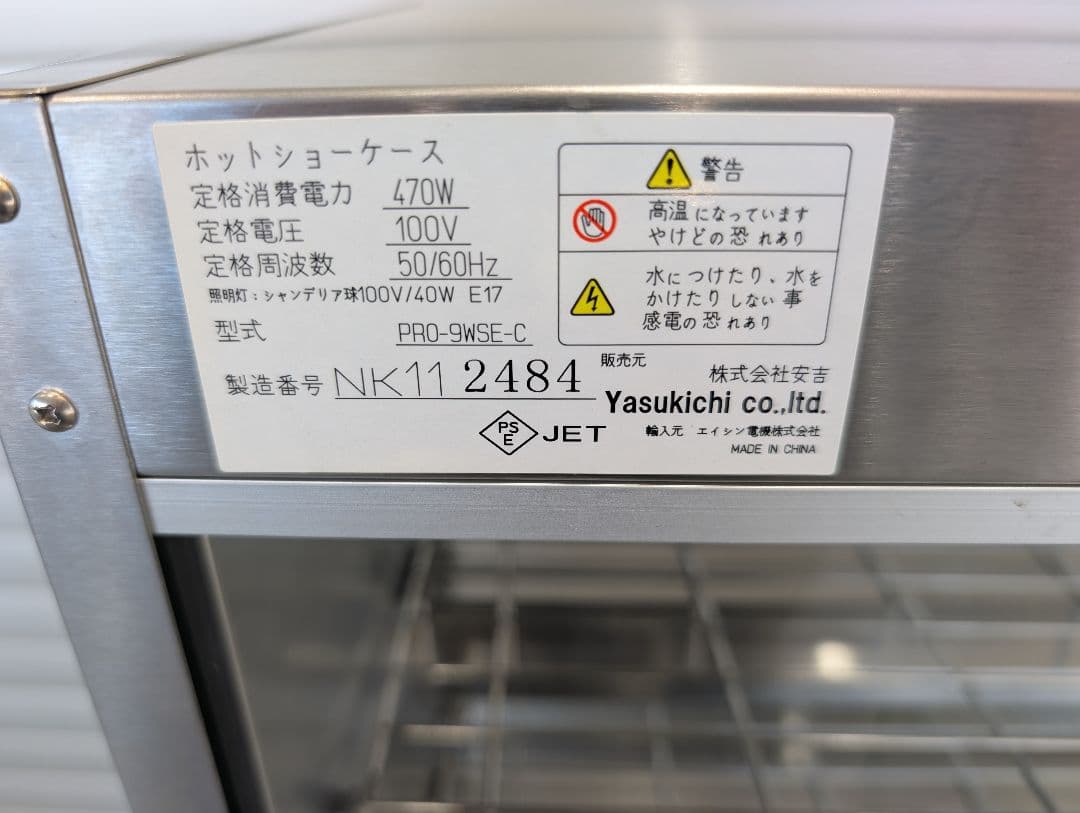 ホットショーケース
定格消費電力 470W
定格電圧 100V
定格周波数 50/60Hz
照明灯：シャンデリア球100V/40W E17
型式 PRO-9WSE-C
製造番号 NK11 2484
警告
高温になっています
やけどの恐れあり
水につけたり、水を
かけたりしない事
感電の恐れあり
販売元 株式会社安吉
Yasukichi co.,ltd.
PS
E
JET
輸入元 エイシン電機株式会社
MADE IN CHINA